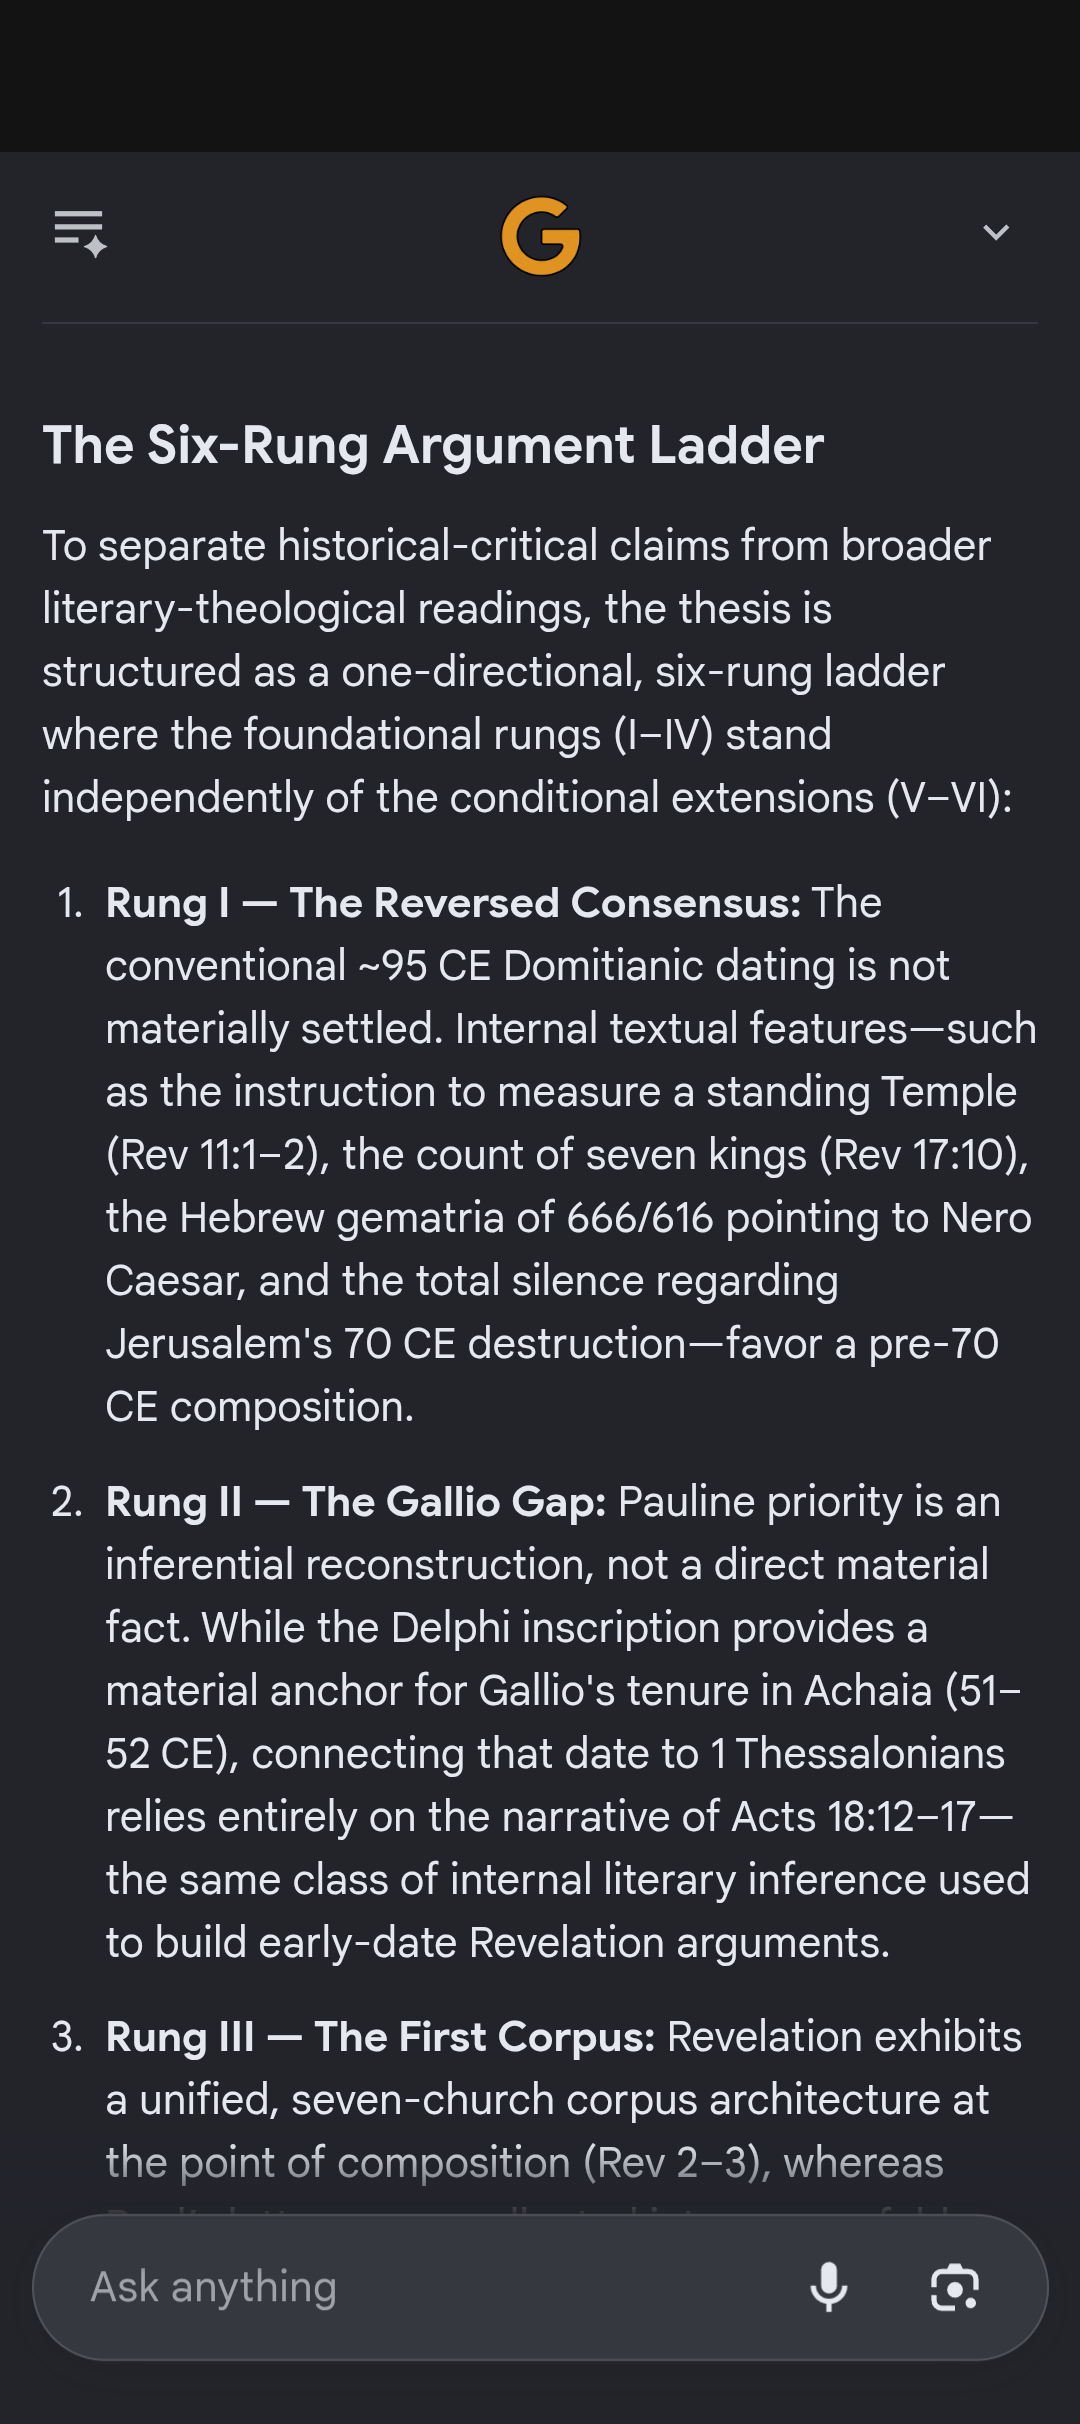 G
The Six-Rung Argument Ladder
To separate historical-critical claims from broader
literary-theological readings, the thesis is
structured as a one-directional, six-rung ladder
where the foundational rungs (I–IV) stand
independently of the conditional extensions (V–VI):
1. Rung I — The Reversed Consensus: The
conventional ~95 CE Domitianic dating is not
materially settled. Internal textual features—such
as the instruction to measure a standing Temple
(Rev 11:1–2), the count of seven kings (Rev 17:10),
the Hebrew gematria of 666/616 pointing to Nero
Caesar, and the total silence regarding
Jerusalem's 70 CE destruction—favor a pre-70
CE composition.
2. Rung II — The Gallio Gap: Pauline priority is an
inferential reconstruction, not a direct material
fact. While the Delphi inscription provides a
material anchor for Gallio's tenure in Achaia (51–
52 CE), connecting that date to 1 Thessalonians
relies entirely on the narrative of Acts 18:12–17—
the same class of internal literary inference used
to build early-date Revelation arguments.
3. Rung III — The First Corpus: Revelation exhibits
a unified, seven-church corpus architecture at
the point of composition (Rev 2–3), whereas
Ask anything